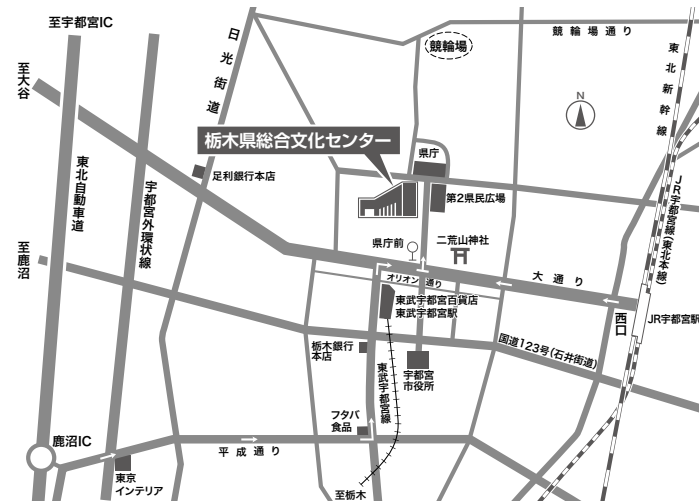 至宇都宮IC
至大谷
日光街道
競輪場
競輪場通り
東北新幹線
N
栃木県総合文化センター
県庁
足利銀行本店
第2県民広場
東北自動車道
宇都宮外環状線
JR宇都宮線(東北本線)
至鹿沼
県庁前
二荒山神社
大通り
オリオン通り
東武宇都宮百貨店
東武宇都宮駅
西口
JR宇都宮駅
栃木銀行
本店
国道123号(石井街道)
東武宇都宮線
宇都宮
市役所
フタバ
食品
鹿沼IC
平成通り
東京
インテリア
至栃木